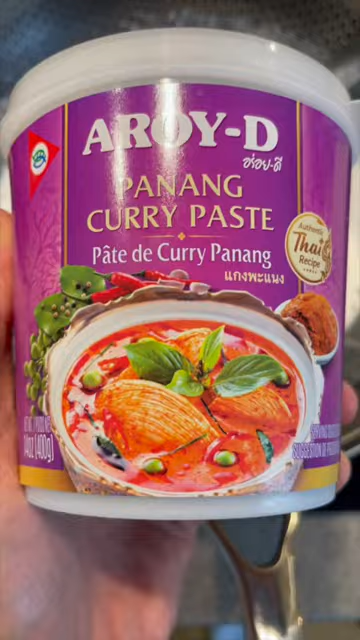 AROY-D
อร่อย-ดี
PANANG
CURRY PASTE
Pâte de Curry Panang
แกงพะแนง
Authentic
Thai
Recipe
14oz (400g)